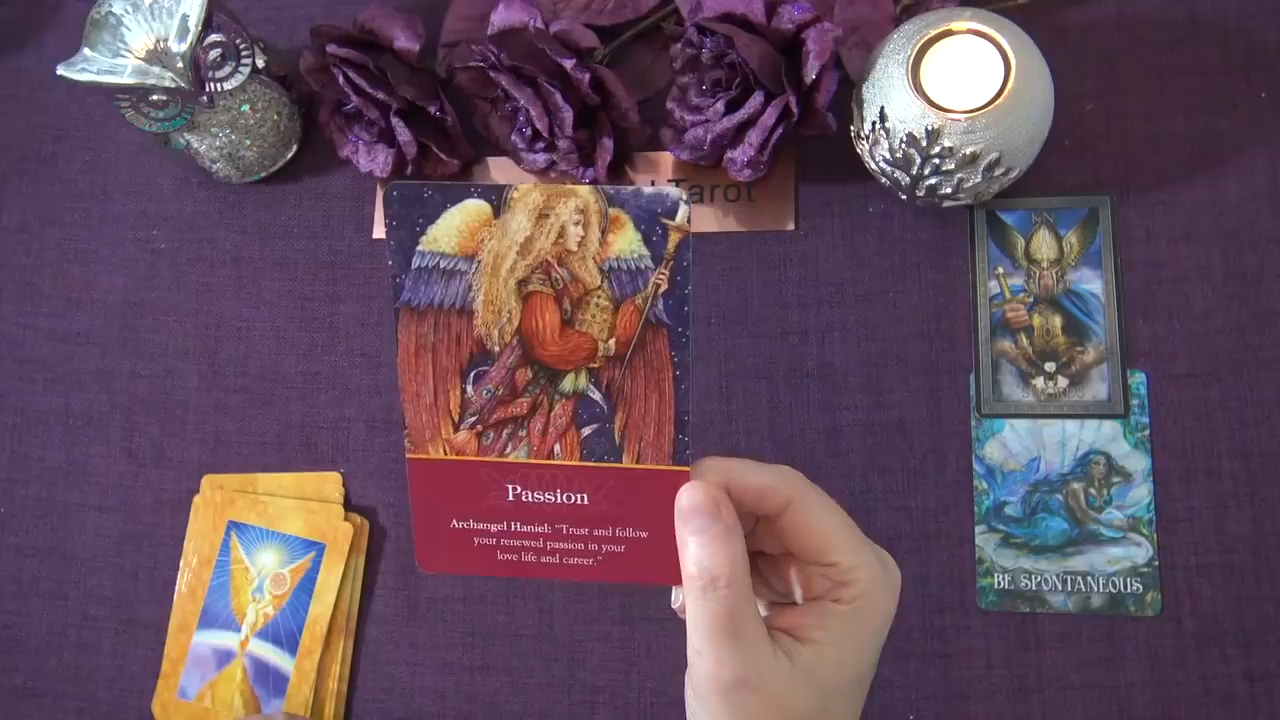 Tarot
Passion
Archangel Haniel: "Trust and follow
your renewed passion in your
love life and career."
BE SPONTANEOUS